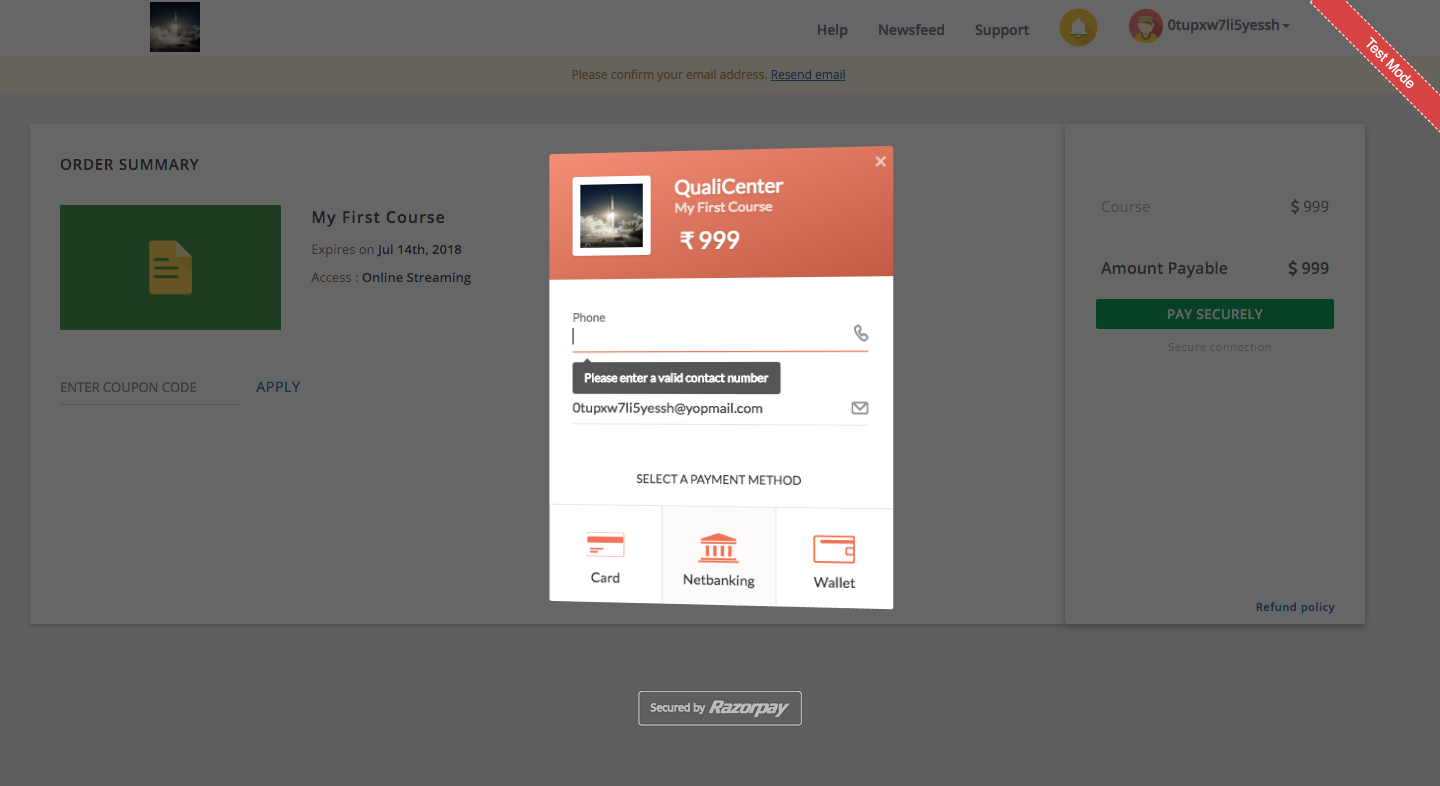 Help Newsfeed Support 0tupxw7li5yessh
Test Mode
Please confirm your email address. Resend email
ORDER SUMMARY
My First Course
Expires on Jul 14th, 2018
Access : Online Streaming
ENTER COUPON CODE APPLY
QualiCenter
My First Course
₹ 999
Phone
Please enter a valid contact number
0tupxw7li5yessh@yopmail.com
SELECT A PAYMENT METHOD
Card Netbanking Wallet
Course $ 999
Amount Payable $ 999
PAY SECURELY
Secure connection
Refund policy
Secured by Razorpay